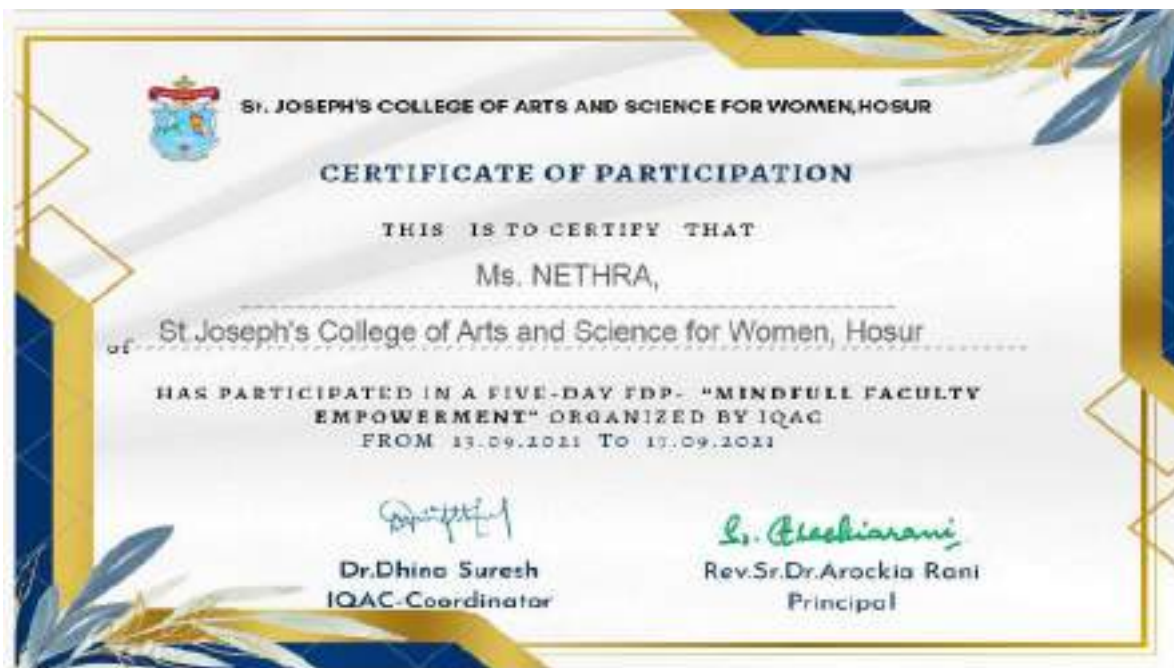 St. JOSEPH'S COLLEGE OF ARTS AND SCIENCE FOR WOMEN,HOSUR
CERTIFICATE OF PARTICIPATION
THIS IS TO CERTIFY THAT
Ms. NETHRA,
of St.Joseph's College of Arts and Science for Women, Hosur
HAS PARTICIPATED IN A FIVE-DAY FDP- “MINDFULL FACULTY
EMPOWERMENT” ORGANIZED BY IQAC
FROM 13.09.2021 To 17.09.2021
Dr.Dhina Suresh
IQAC-Coordinator
Rev.Sr.Dr.Arockia Rani
Principal